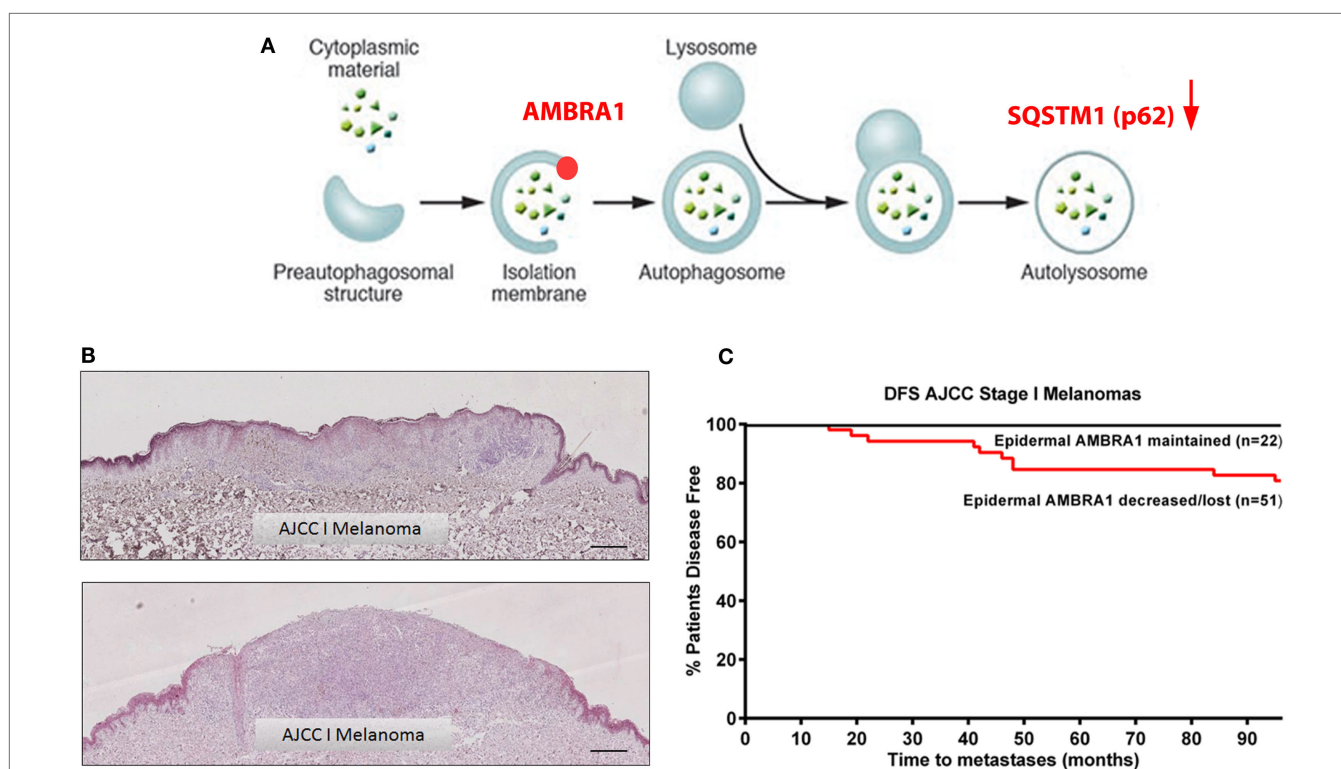 A
Cytoplasmic
material
Lysosome
AMBRA1
SQSTM1 (p62)
Preautophagosomal
structure
Isolation
membrane
Autophagosome
Autolysosome
B
AJCC I Melanoma
AJCC I Melanoma
C
DFS AJCC Stage I Melanomas
% Patients Disease Free
100
80
60
40
20
0
Epidermal AMBRA1 maintained (n=22)
Epidermal AMBRA1 decreased/lost (n=51)
0 10 20 30 40 50 60 70 80 90
Time to metastases (months)